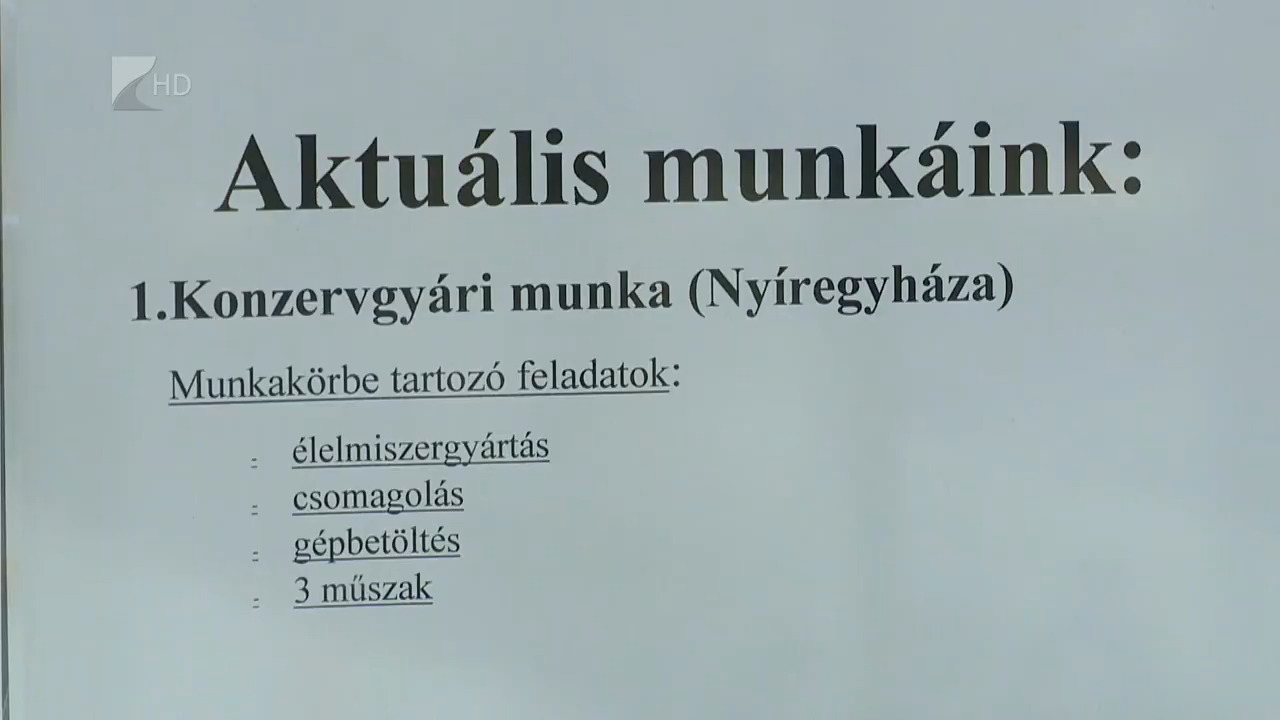 HD
Aktuális munkáink:
1.Konzervgyári munka (Nyíregyháza)
Munkakörbe tartozó feladatok:
- élelmiszergyártás
- csomagolás
- gépbetöltés
- 3 műszak